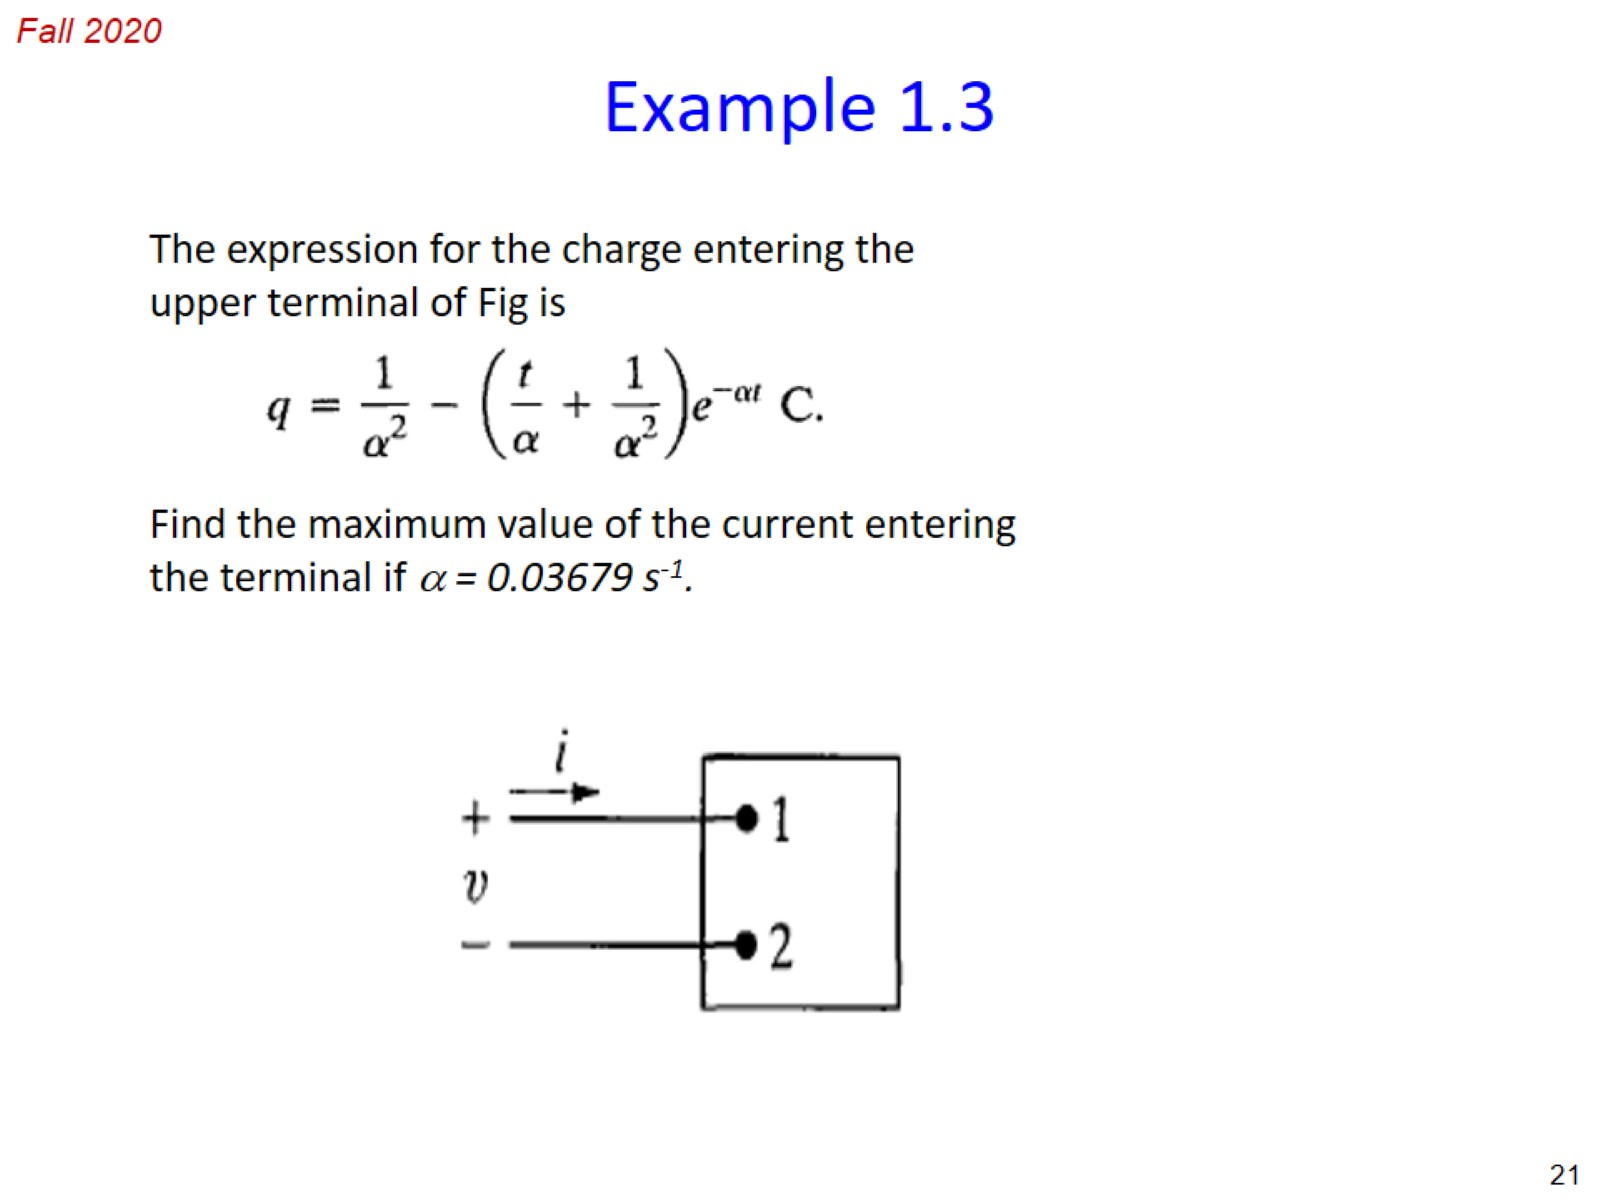 Fall 2020
Example 1.3
The expression for the charge entering the
upper terminal of Fig is
q = 1/α² − (t/α + 1/α²)e^{−αt} C.
Find the maximum value of the current entering
the terminal if α = 0.03679 s⁻¹.
i
+
1
v
−
2
21